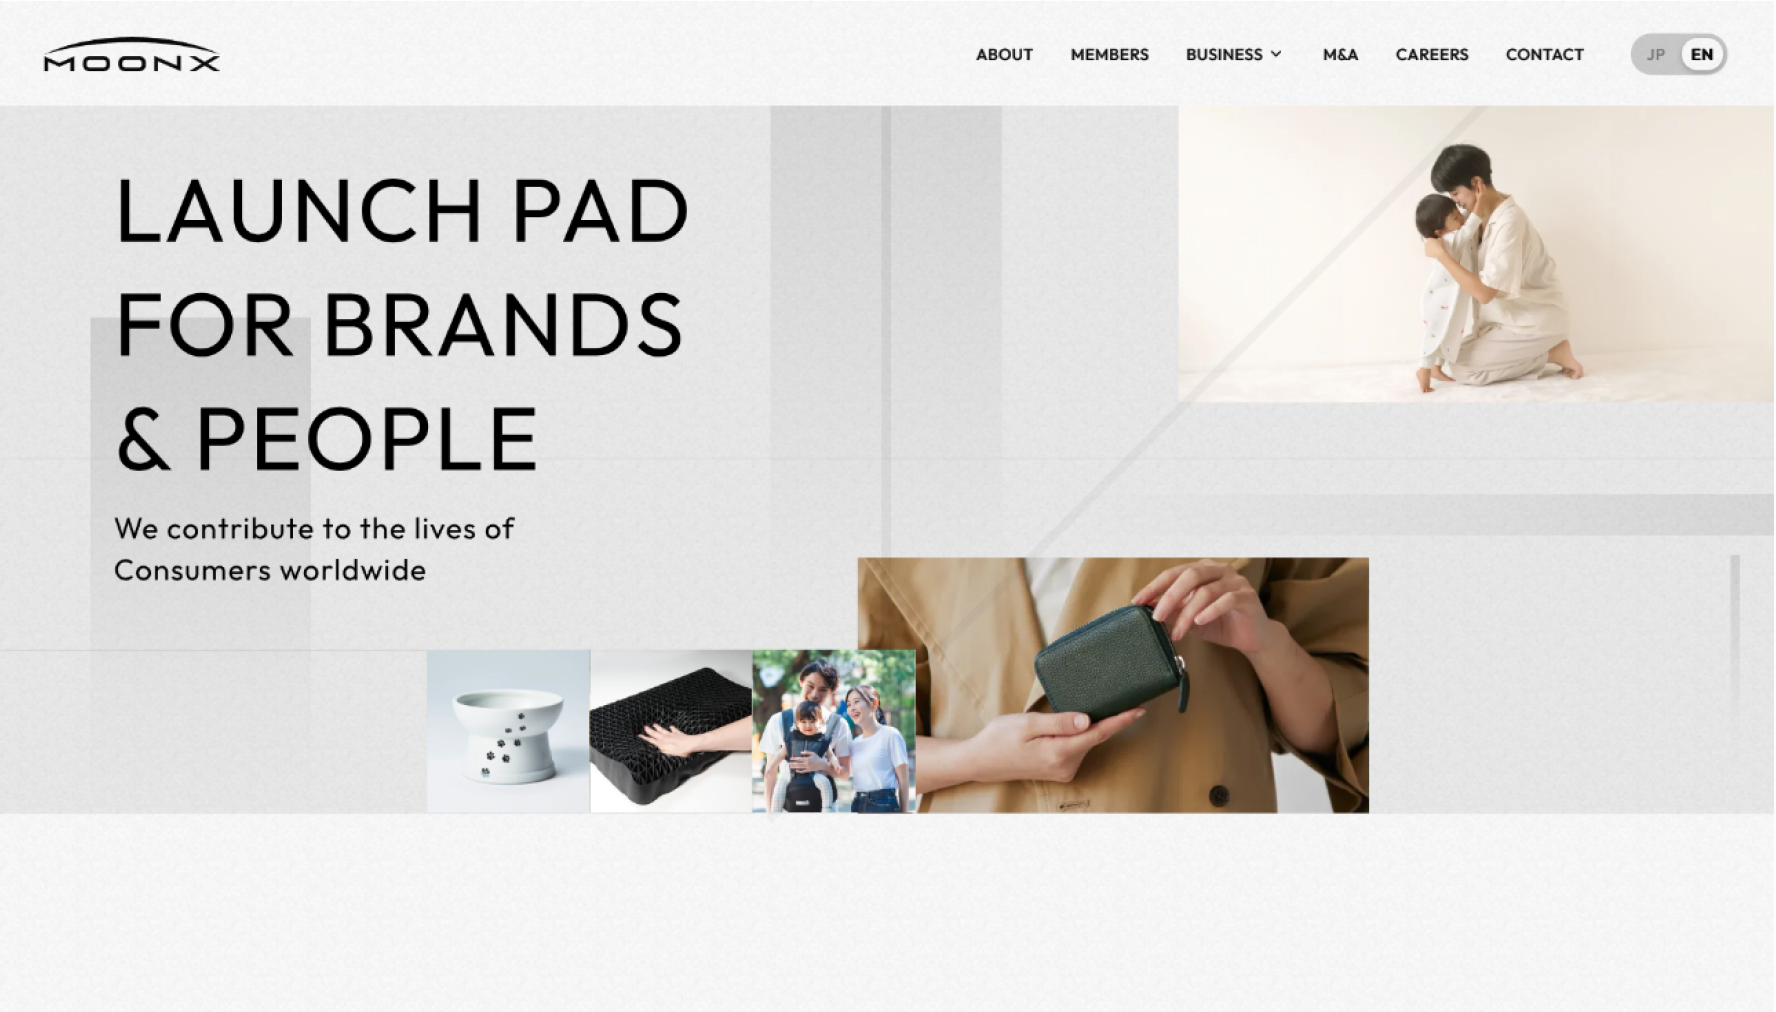 MOONX
ABOUT MEMBERS BUSINESS M&A CAREERS CONTACT JP EN
LAUNCH PAD
FOR BRANDS
& PEOPLE
We contribute to the lives of
Consumers worldwide